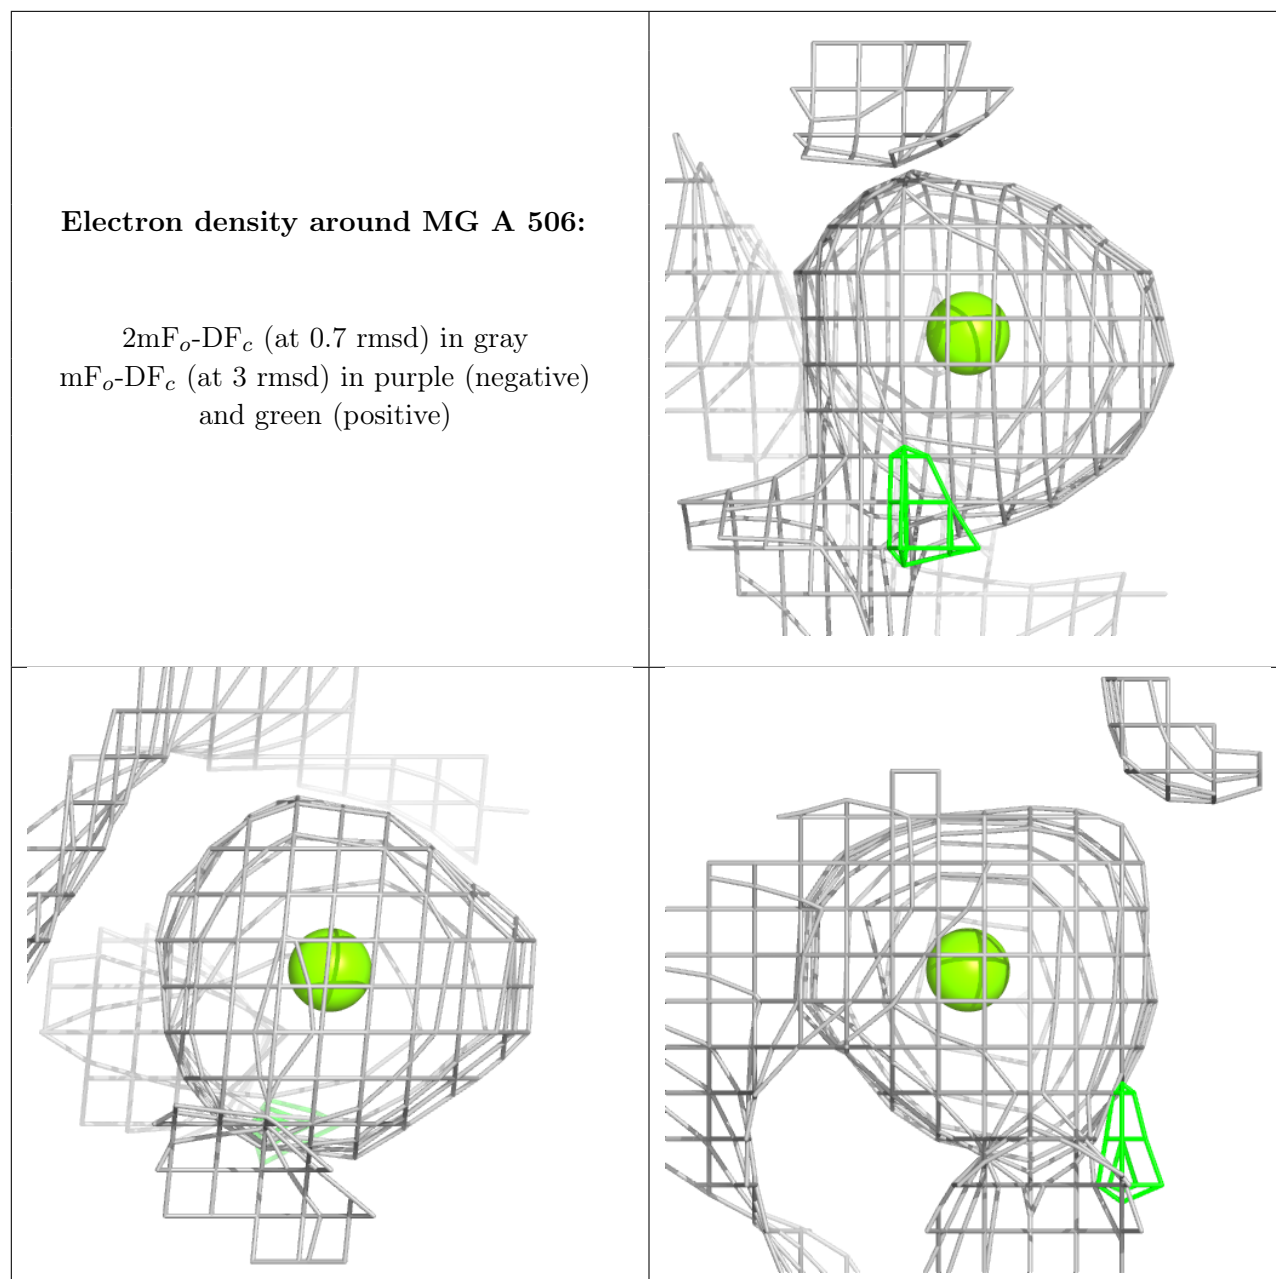 Electron density around MG A 506:
2mFo-DFc (at 0.7 rmsd) in gray
mFo-DFc (at 3 rmsd) in purple (negative)
and green (positive)